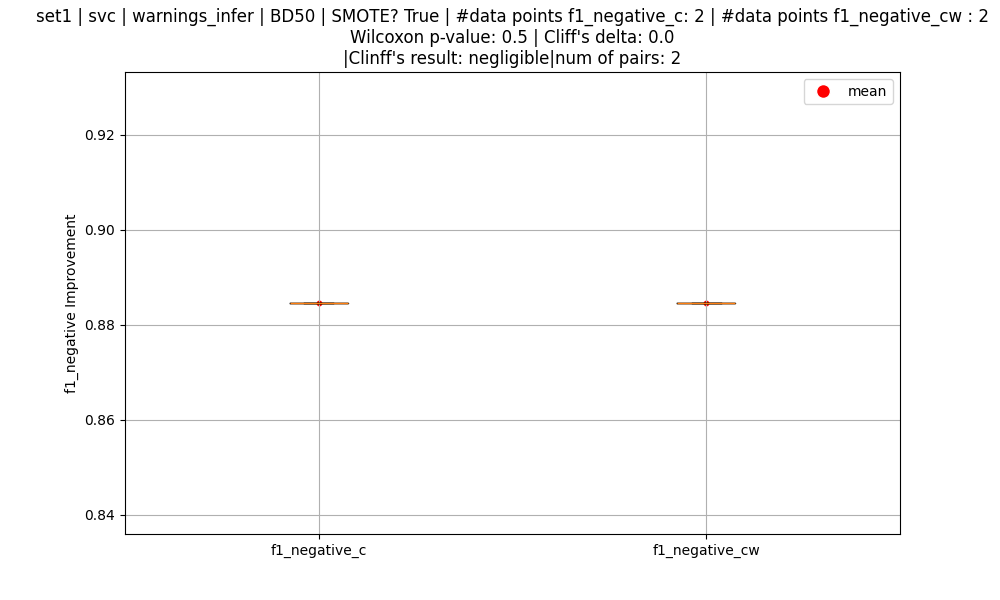 set1 | svc | warnings_infer | BD50 | SMOTE? True | #data points f1_negative_c: 2 | #data points f1_negative_cw : 2
Wilcoxon p-value: 0.5 | Cliff's delta: 0.0
|Clinff's result: negligible|num of pairs: 2
mean
0.92
0.90
0.88
0.86
0.84
f1_negative Improvement
f1_negative_c
f1_negative_cw